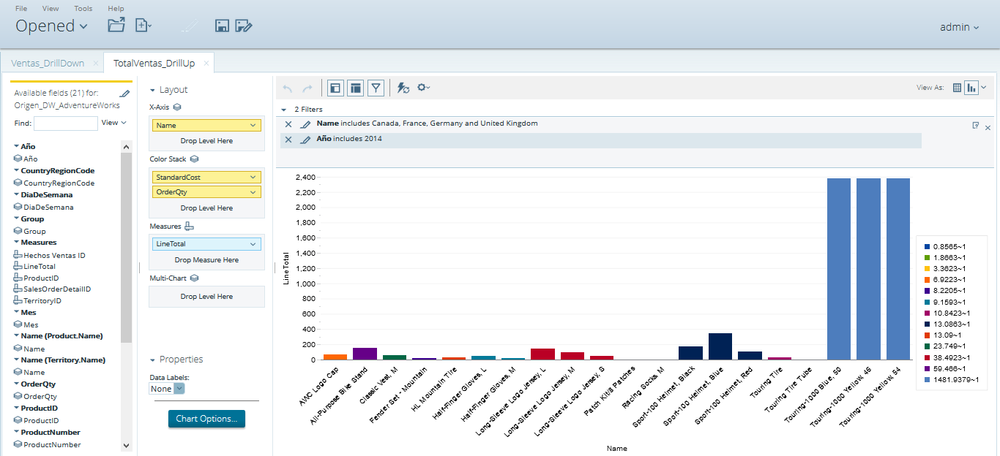 File View Tools Help
Opened
admin
Ventas_DrillDown
TotalVentas_DrillUp
Available fields (21) for:
Origen_DW_AdventureWorks
Find:
View
Año
Año
CountryRegionCode
CountryRegionCode
DiaDeSemana
DiaDeSemana
Group
Group
Measures
Hechos Ventas ID
LineTotal
ProductID
SalesOrderDetailID
TerritoryID
Mes
Mes
Name (Product.Name)
Name
Name (Territory.Name)
Name
OrderQty
OrderQty
ProductID
ProductID
ProductNumber
ProductNumber
Layout
X-Axis
Name
Drop Level Here
Color Stack
StandardCost
OrderQty
Drop Level Here
Measures
LineTotal
Drop Measure Here
Multi-Chart
Drop Level Here
Properties
Data Labels:
None
Chart Options...
View As:
2 Filters
Name includes Canada, France, Germany and United Kingdom
Año includes 2014
2,400
2,200
2,000
1,800
1,600
1,400
1,200
1,000
800
600
400
200
0
LineTotal
AWC Logo Cap
All-Purpose Bike Stand
Classic Vest, M
Fender Set - Mountain
HL Mountain Tire
Half-Finger Gloves, L
Half-Finger Gloves, M
Long-Sleeve Logo Jersey, L
Long-Sleeve Logo Jersey, M
Long-Sleeve Logo Jersey, S
Patch Kit/8 Patches
Racing Socks, M
Sport-100 Helmet, Black
Sport-100 Helmet, Blue
Sport-100 Helmet, Red
Touring Tire
Touring Tire Tube
Touring-1000 Blue, 50
Touring-1000 Yellow, 46
Touring-1000 Yellow, 54
Name
0.8565~1
1.8663~1
3.3623~1
6.9223~1
8.2205~1
9.1593~1
10.8423~1
13.0863~1
13.09~1
23.749~1
38.4923~1
59.466~1
1481.9379~1